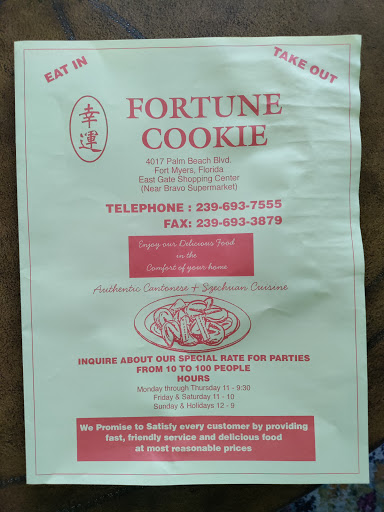 EAT IN
TAKE OUT
幸
運
FORTUNE
COOKIE
4017 Palm Beach Blvd.
Fort Myers, Florida
East Gate Shopping Center
(Near Bravo Supermarket)
TELEPHONE : 239-693-7555
FAX: 239-693-3879
Enjoy our Delicious Food
in the
Comfort of your home
Authentic Cantonese + Szechuan Cuisine
INQUIRE ABOUT OUR SPECIAL RATE FOR PARTIES
FROM 10 TO 100 PEOPLE
HOURS
Monday through Thursday 11 - 9:30
Friday & Saturday 11 - 10
Sunday & Holidays 12 - 9
We Promise to Satisfy every customer by providing
fast, friendly service and delicious food
at most reasonable prices